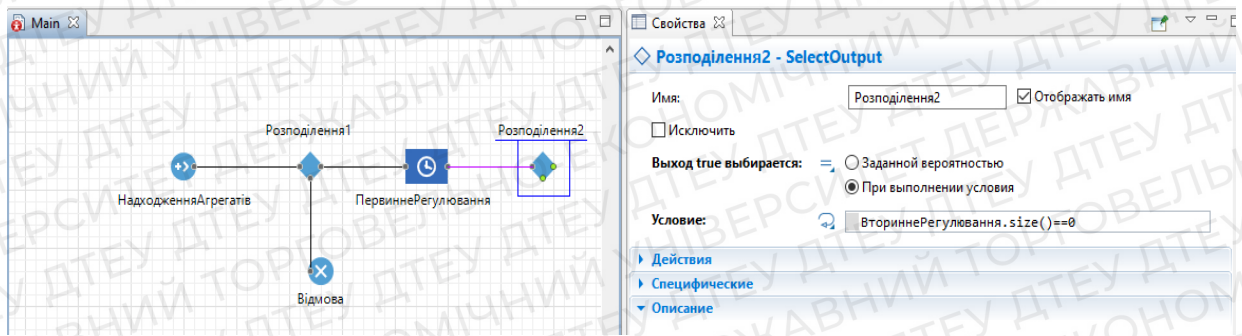 Main
Розподілення1
Розподілення2
НадходженняАгрегатів
ПервиннеРегулювання
Відмова
Свойства
Розподілення2 - SelectOutput
Имя:
Розподілення2
Отображать имя
Исключить
Выход true выбирается:
Заданной вероятностью
При выполнении условия
Условие:
ВториннеРегулювання.size()==0
Действия
Специфические
Описание